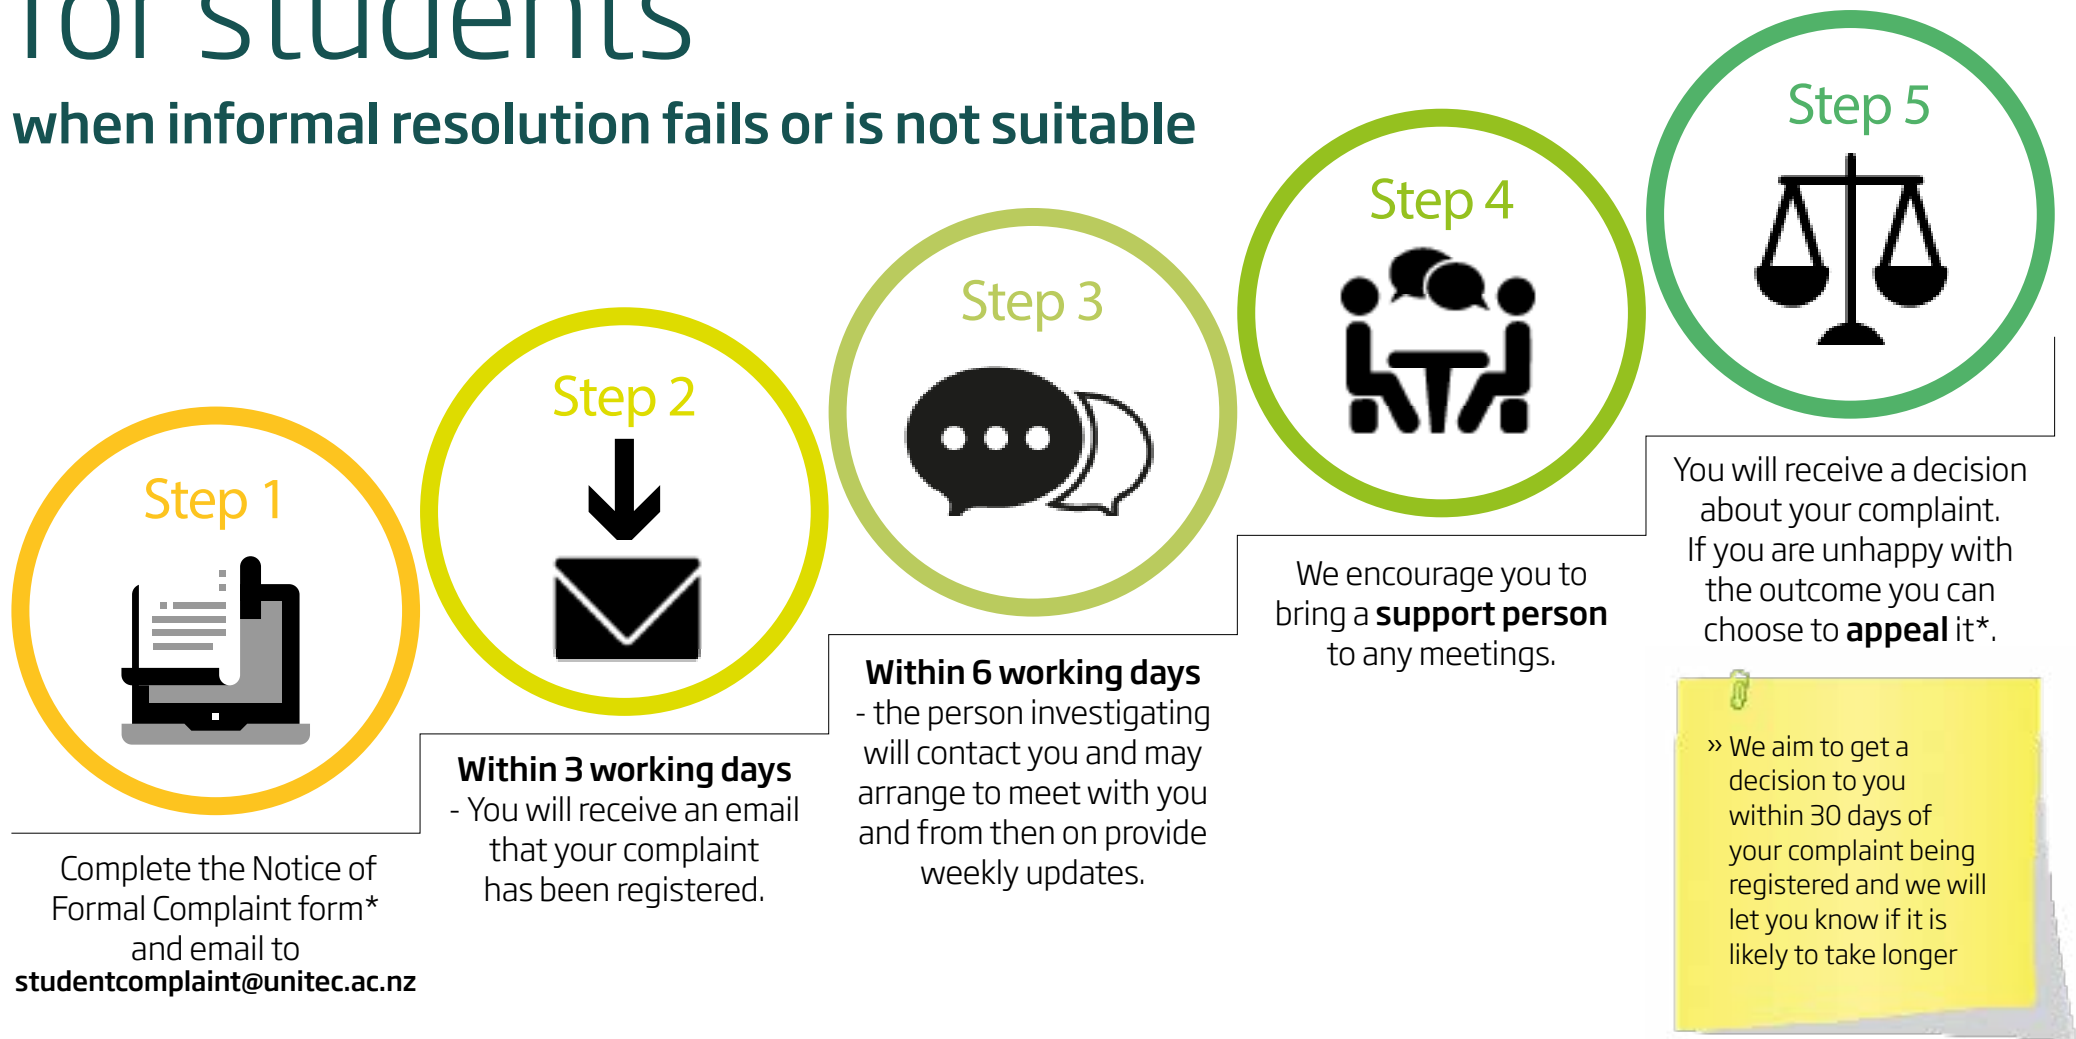 for students
when informal resolution fails or is not suitable
Step 1
Complete the Notice of
Formal Complaint form*
and email to
studentcomplaint@unitec.ac.nz
Step 2
Within 3 working days
- You will receive an email
that your complaint
has been registered.
Step 3
Within 6 working days
- the person investigating
will contact you and may
arrange to meet with you
and from then on provide
weekly updates.
Step 4
We encourage you to
bring a support person
to any meetings.
Step 5
You will receive a decision
about your complaint.
If you are unhappy with
the outcome you can
choose to appeal it*.
» We aim to get a
decision to you
within 30 days of
your complaint being
registered and we will
let you know if it is
likely to take longer